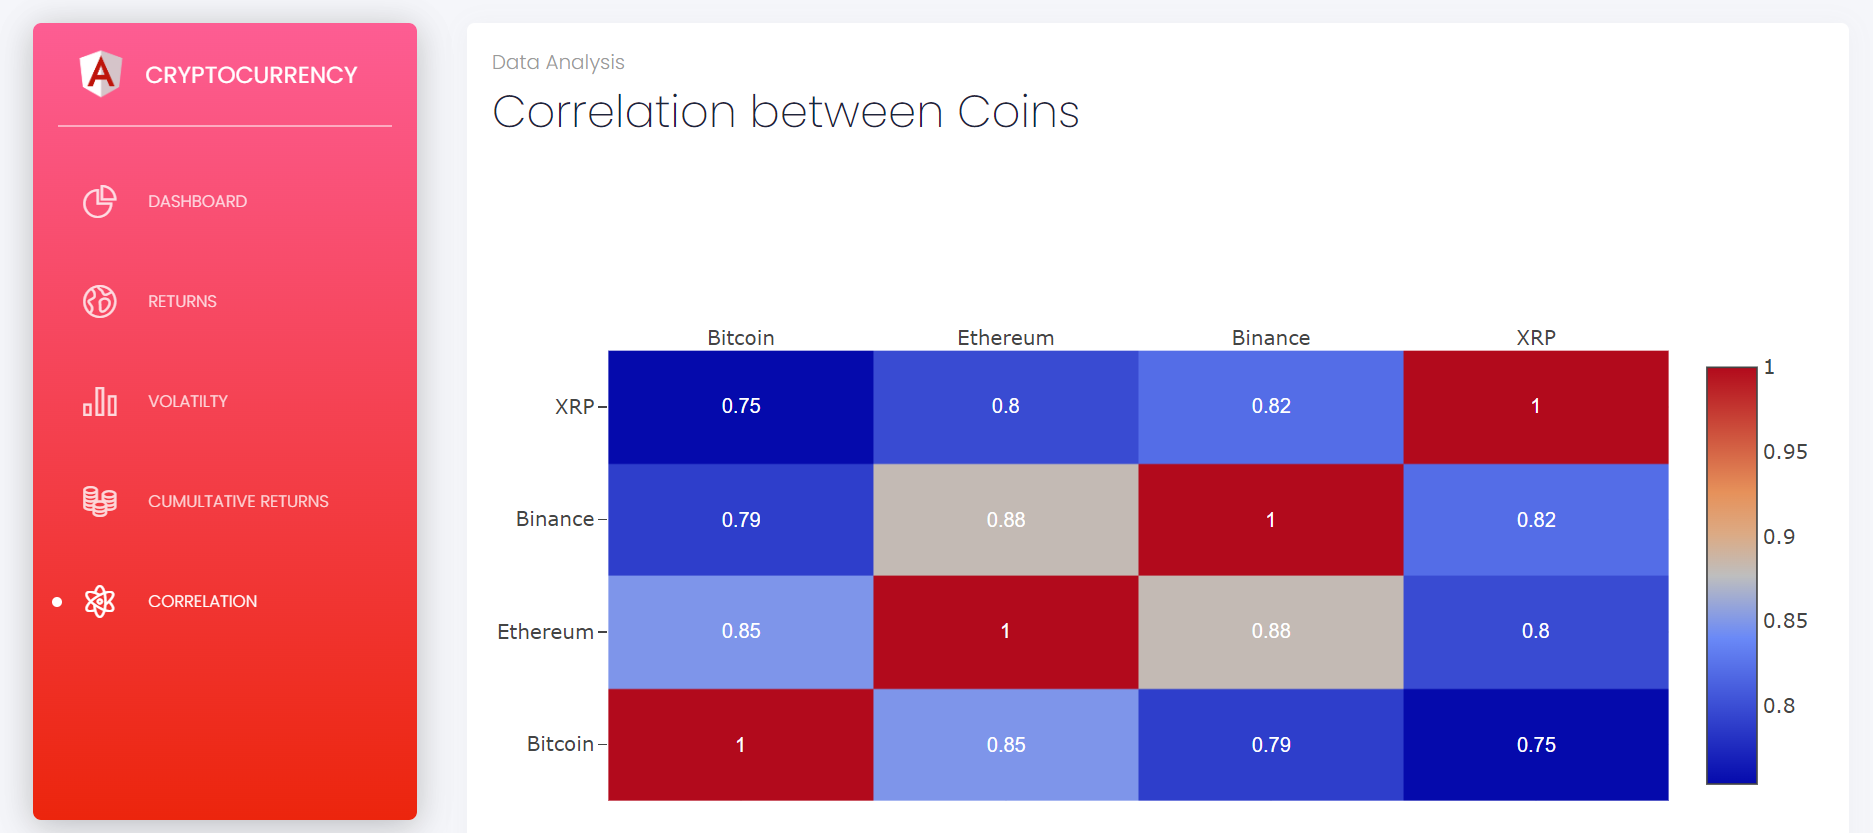 CRYPTOCURRENCY
DASHBOARD
RETURNS
VOLATILTY
CUMULTATIVE RETURNS
CORRELATION
Data Analysis
Correlation between Coins
Bitcoin Ethereum Binance XRP
XRP 0.75 0.8 0.82 1
Binance 0.79 0.88 1 0.82
Ethereum 0.85 1 0.88 0.8
Bitcoin 1 0.85 0.79 0.75
1
0.95
0.9
0.85
0.8